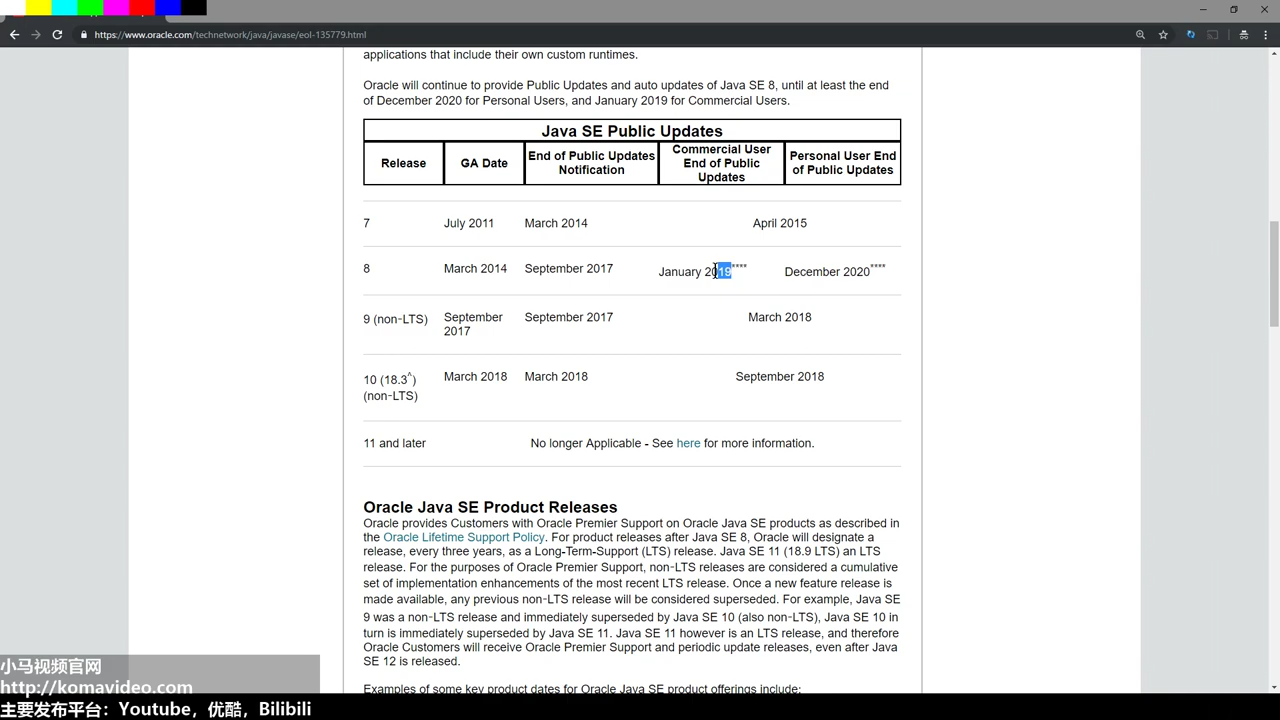 https://www.oracle.com/technetwork/java/javase/eol-135779.html
applications that include their own custom runtimes.
Oracle will continue to provide Public Updates and auto updates of Java SE 8, until at least the end
of December 2020 for Personal Users, and January 2019 for Commercial Users.
Java SE Public Updates
Release GA Date End of Public Updates Notification Commercial User End of Public Updates Personal User End of Public Updates
7 July 2011 March 2014 April 2015
8 March 2014 September 2017 January 2019**** December 2020****
9 (non-LTS) September 2017 September 2017 March 2018
10 (18.3^) (non-LTS) March 2018 March 2018 September 2018
11 and later No longer Applicable - See here for more information.
Oracle Java SE Product Releases
Oracle provides Customers with Oracle Premier Support on Oracle Java SE products as described in
the Oracle Lifetime Support Policy. For product releases after Java SE 8, Oracle will designate a
release, every three years, as a Long-Term-Support (LTS) release. Java SE 11 (18.9 LTS) an LTS
release. For the purposes of Oracle Premier Support, non-LTS releases are considered a cumulative
set of implementation enhancements of the most recent LTS release. Once a new feature release is
made available, any previous non-LTS release will be considered superseded. For example, Java SE
9 was a non-LTS release and immediately superseded by Java SE 10 (also non-LTS), Java SE 10 in
turn is immediately superseded by Java SE 11. Java SE 11 however is an LTS release, and therefore
Oracle Customers will receive Oracle Premier Support and periodic update releases, even after Java
SE 12 is released.
Examples of some key product dates for Oracle Java SE product offerings include:
小马视频官网
http://komavideo.com
主要发布平台：Youtube，优酷，Bilibili